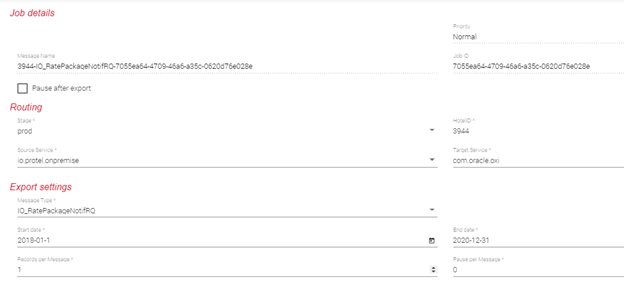 Job details
Priority
Normal
Message Name
3944-IO_RatePackageNotifRQ-7055ea64-4709-46a6-a35c-0620d76e028e
Job ID
7055ea64-4709-46a6-a35c-0620d76e028e
Pause after export
Routing
Stage *
prod
HotelID *
3944
Source Service *
io.protel.onpremise
Target Service *
com.oracle.oxi
Export settings
Message Type *
IO_RatePackageNotifRQ
Start date *
2018-01-1
End date *
2020-12-31
Records per Message *
1
Pause per Message *
0